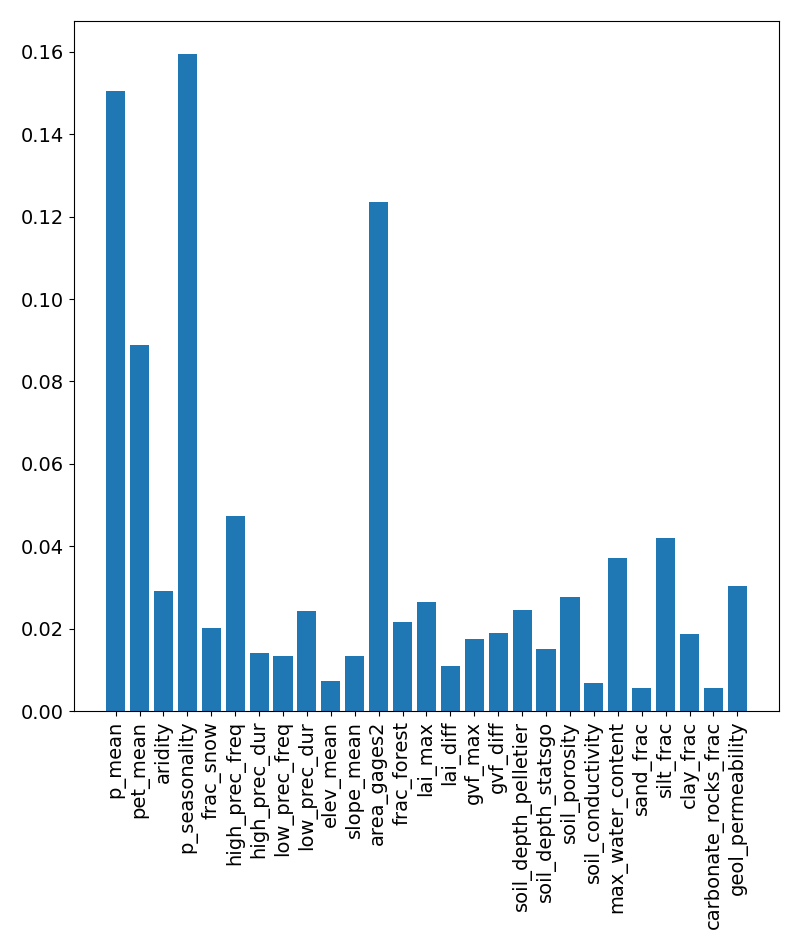 0.16
0.14
0.12
0.10
0.08
0.06
0.04
0.02
0.00
p_mean
pet_mean
aridity
p_seasonality
frac_snow
high_prec_freq
high_prec_dur
low_prec_freq
low_prec_dur
elev_mean
slope_mean
area_gages2
frac_forest
lai_max
lai_diff
gvf_max
gvf_diff
soil_depth_pelletier
soil_depth_statsgo
soil_porosity
soil_conductivity
max_water_content
sand_frac
silt_frac
clay_frac
carbonate_rocks_frac
geol_permeability